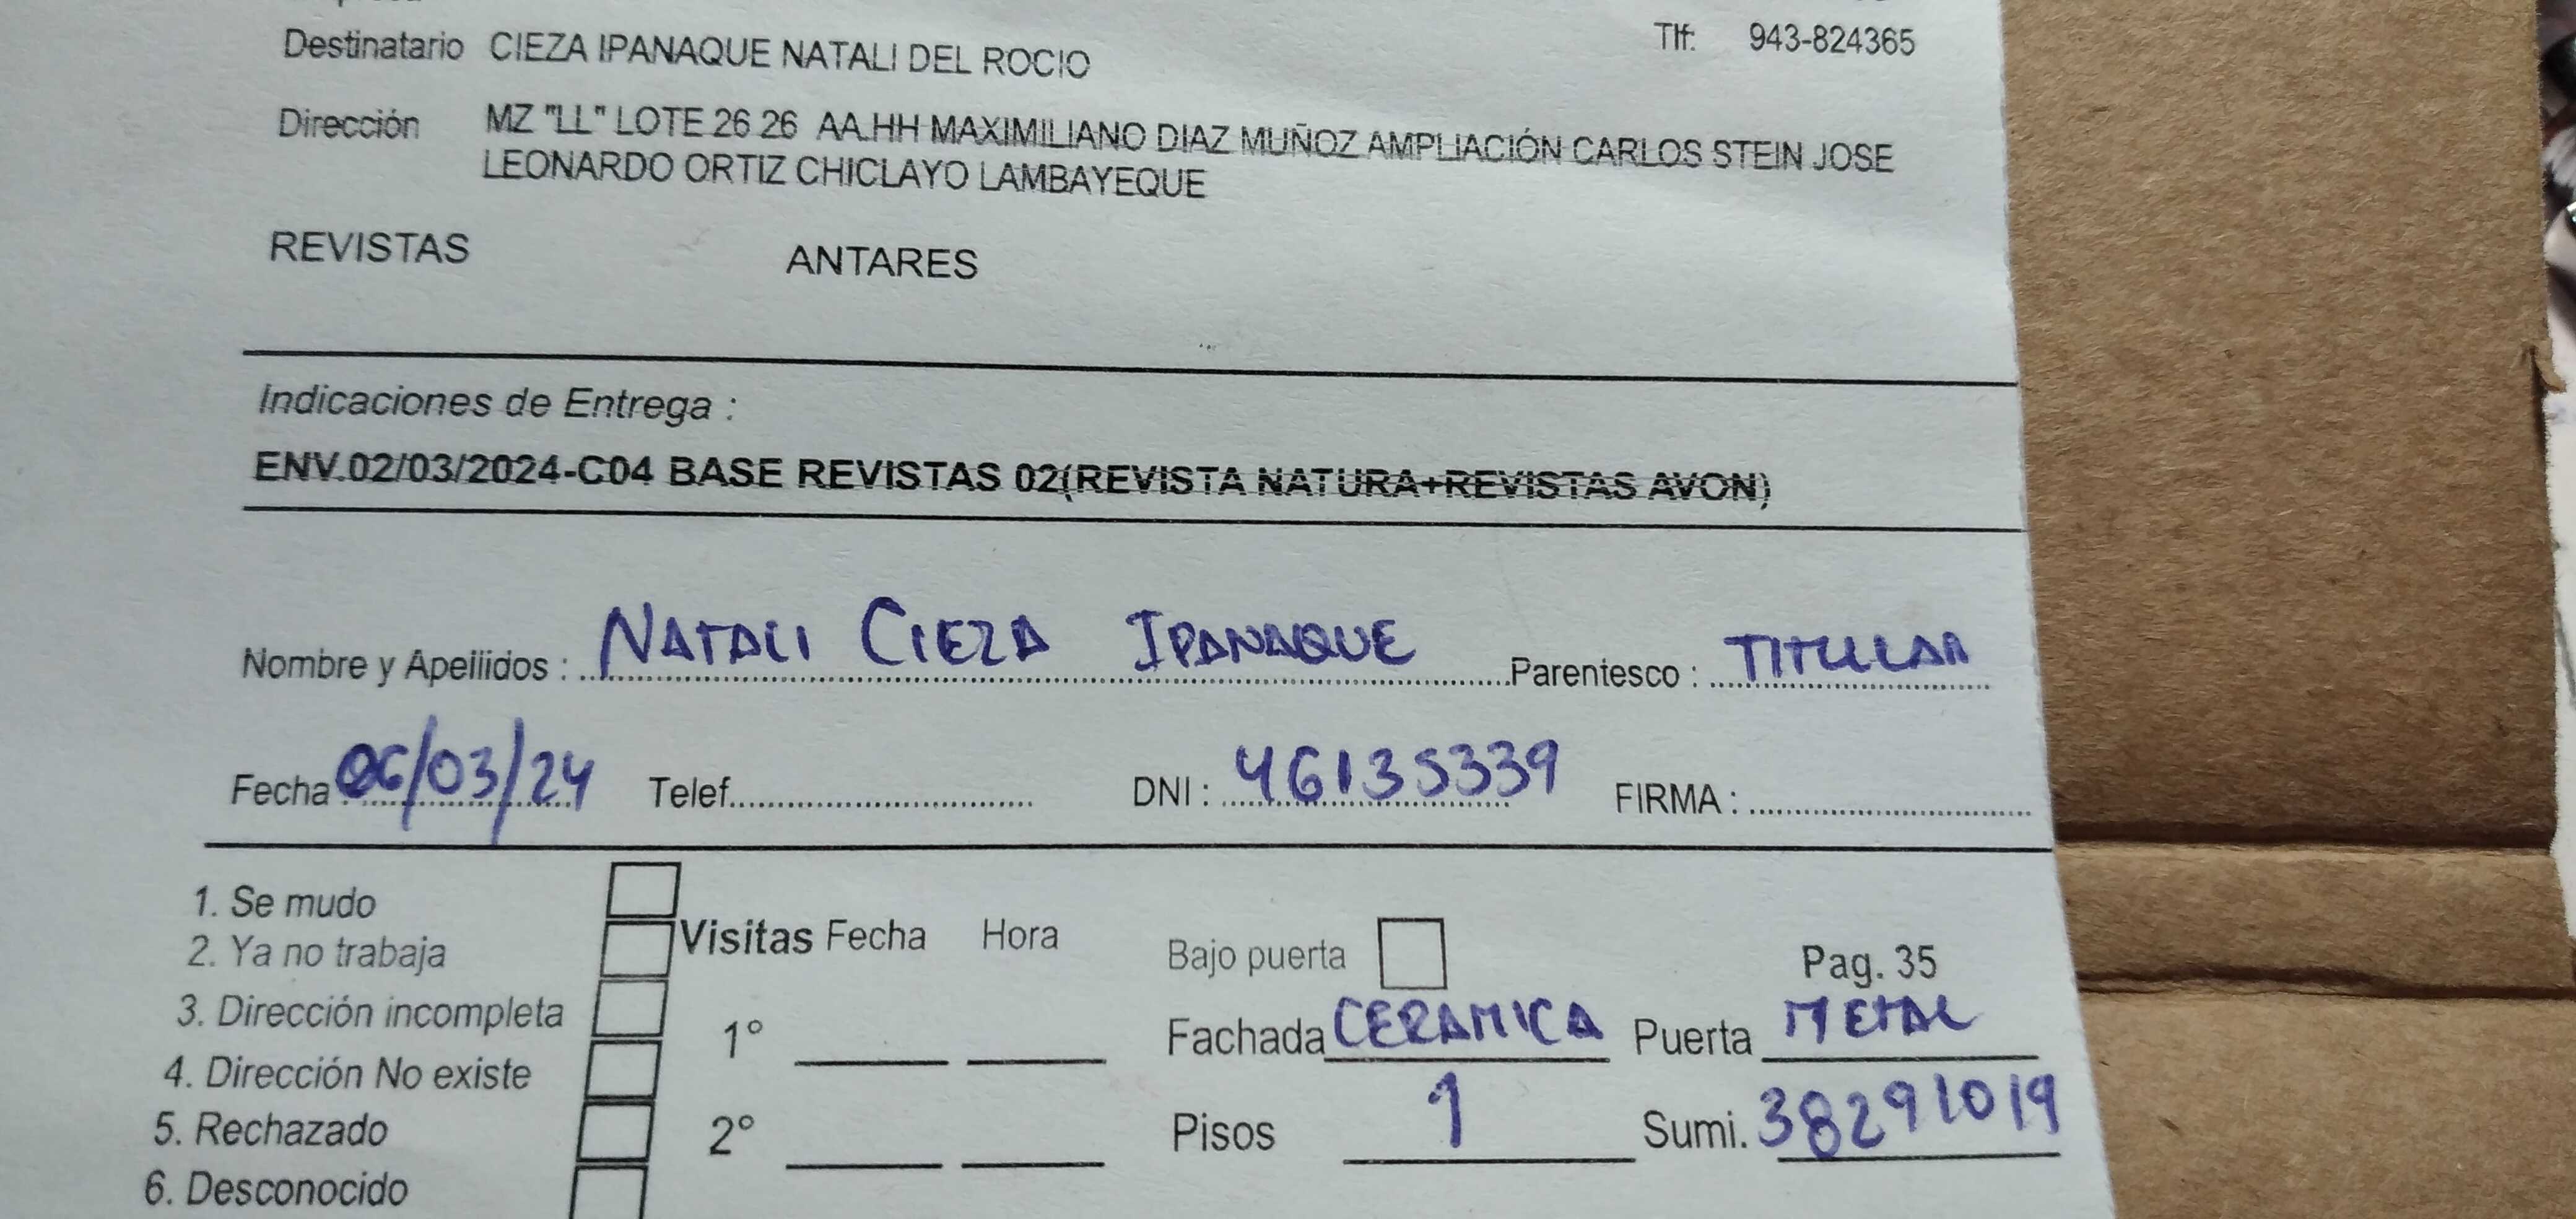 Destinatario CIEZA IPANAQUE NATALI DEL ROCIO Tlf: 943-824365
Dirección MZ "LL" LOTE 26 26 AA.HH MAXIMILIANO DIAZ MUÑOZ AMPLIACIÓN CARLOS STEIN JOSE
LEONARDO ORTIZ CHICLAYO LAMBAYEQUE
REVISTAS ANTARES
Indicaciones de Entrega :
ENV.02/03/2024-C04 BASE REVISTAS 02(REVISTA NATURA+REVISTAS AVON)
Nombre y Apellidos : NATALI CIEZA IPANAQUE Parentesco : TITULAR
Fecha 06/03/24 Telef. DNI : 46135339 FIRMA :
1. Se mudo
2. Ya no trabaja
3. Dirección incompleta
4. Dirección No existe
5. Rechazado
6. Desconocido
Visitas Fecha Hora
1°
2°
Bajo puerta Pag. 35
Fachada CERAMICA Puerta METAL
Pisos 1 Sumi. 38291019